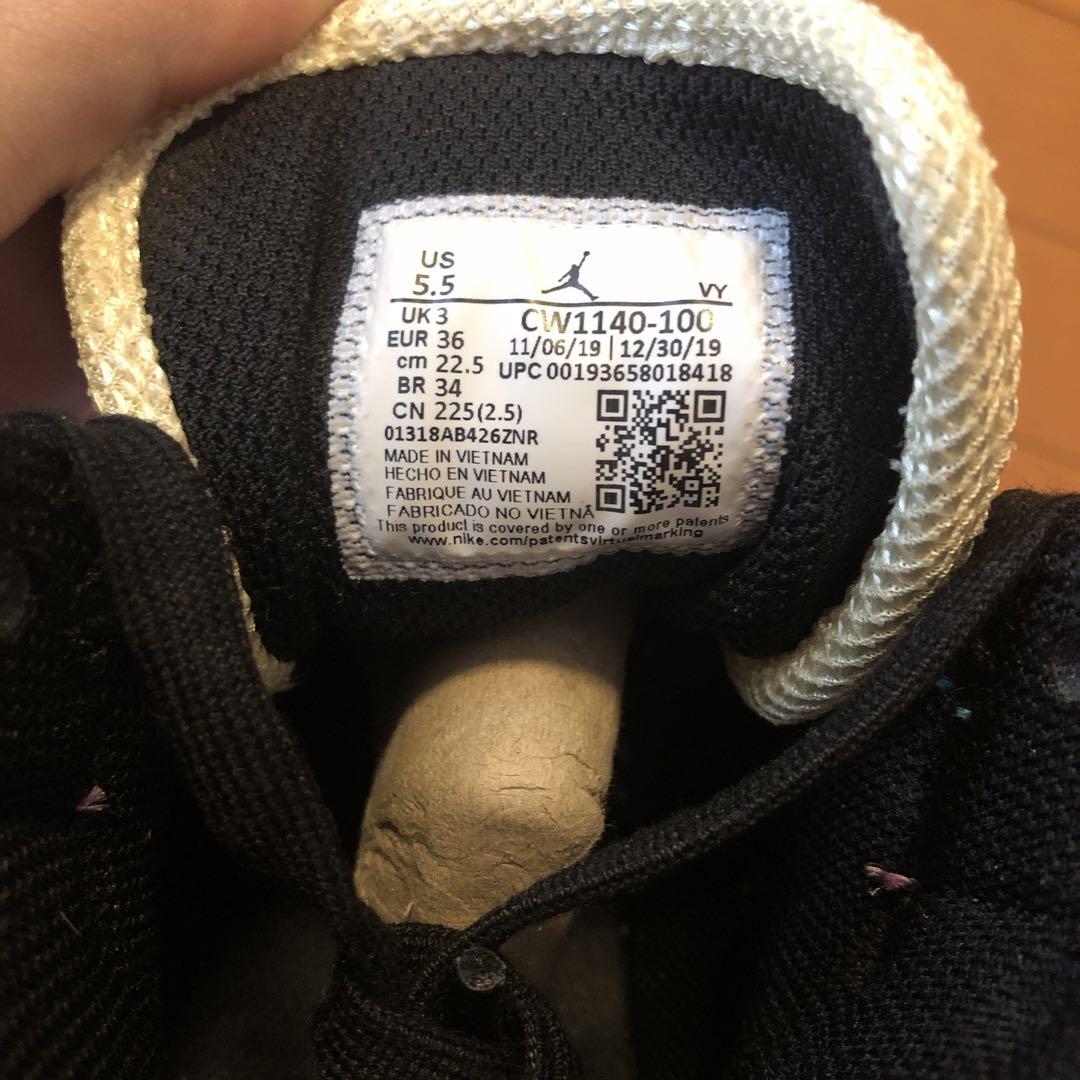 US
5.5
VY
UK 3
CW1140-100
EUR 36
11/06/19 | 12/30/19
cm 22.5
UPC 00193658018418
BR 34
CN 225(2.5)
01318AB426ZNR
MADE IN VIETNAM
HECHO EN VIETNAM
FABRIQUE AU VIETNAM
FABRICADO NO VIETNÃ
This product is covered by one or more patents
www.nike.com/patentsvirtualmarking